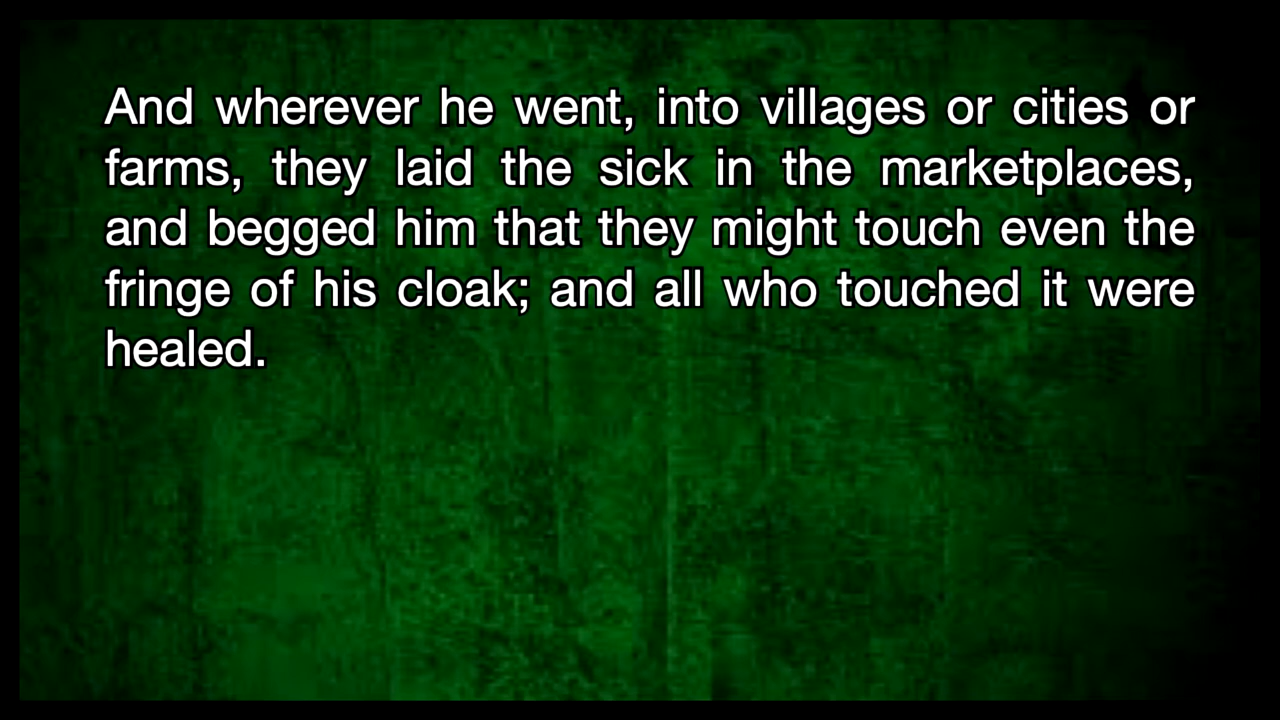 And wherever he went, into villages or cities or
farms, they laid the sick in the marketplaces,
and begged him that they might touch even the
fringe of his cloak; and all who touched it were
healed.